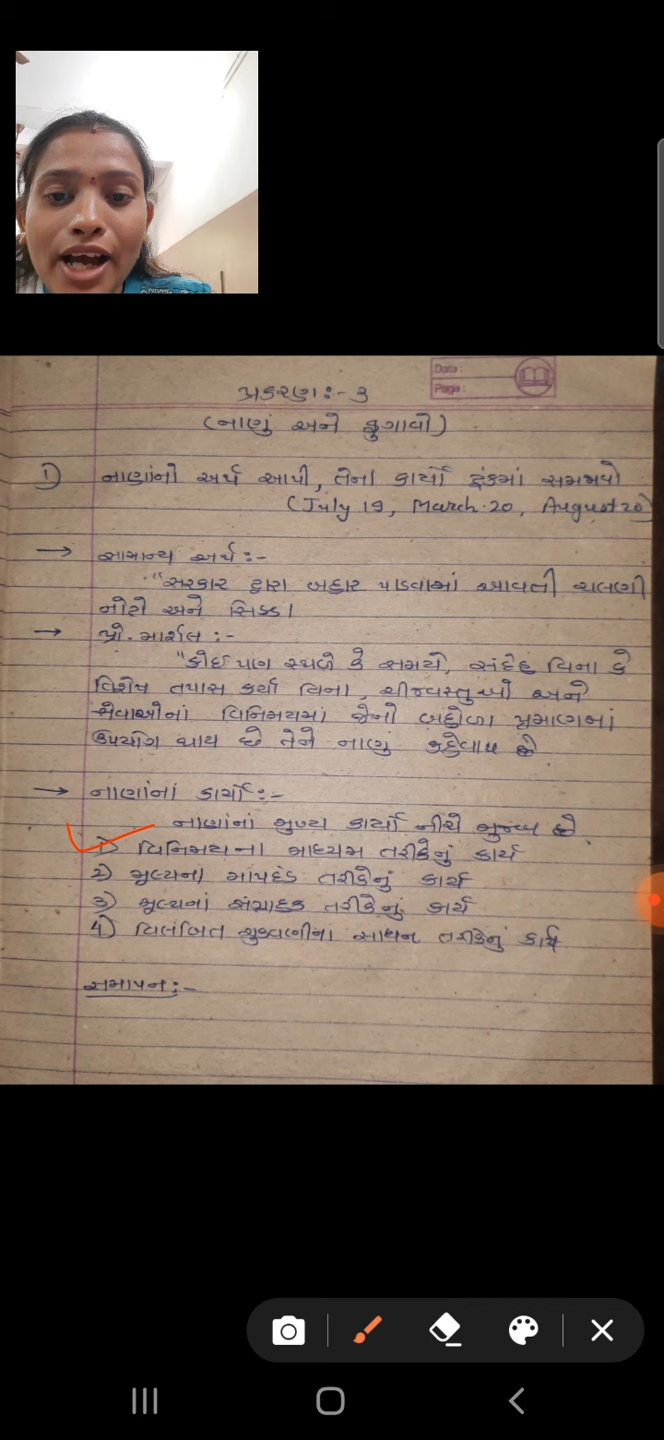 Date :
Page :
પ્રકરણ:- ૩
(નાણું અને ફુગાવો)
1) નાણાંનો અર્થ આપી, તેના કાર્યો ટૂંકમાં સમજાવો
(July 19, March.20, August 20)
→ સામાન્ય અર્થ :-
"સરકાર દ્વારા બહાર પાડવામાં આવતી ચલણી
નોટો અને સિક્કા
→ પ્રો. માર્શલ :-
"કોઈ પણ સ્થળે કે સમયે, સંદેહ વિના કે
વિશેષ તપાસ કર્યા વિના, ચીજવસ્તુઓ અને
સેવાઓનાં વિનિમયમાં જેનો બહોળા પ્રમાણમાં
ઉપયોગ થાય છે તેને નાણું કહેવાય છે
→ નાણાંનાં કાર્યો :-
નાણાંનાં મુખ્ય કાર્યો નીચે મુજબ છે.
1) વિનિમયના માધ્યમ તરીકેનું કાર્ય
2) મૂલ્યના માપદંડ તરીકેનું કાર્ય
3) મૂલ્યનાં સંગ્રાહક તરીકેનું કાર્ય
4) વિલંબિત ચુકવણીના સાધન તરીકેનું કાર્ય
સમાપન :-